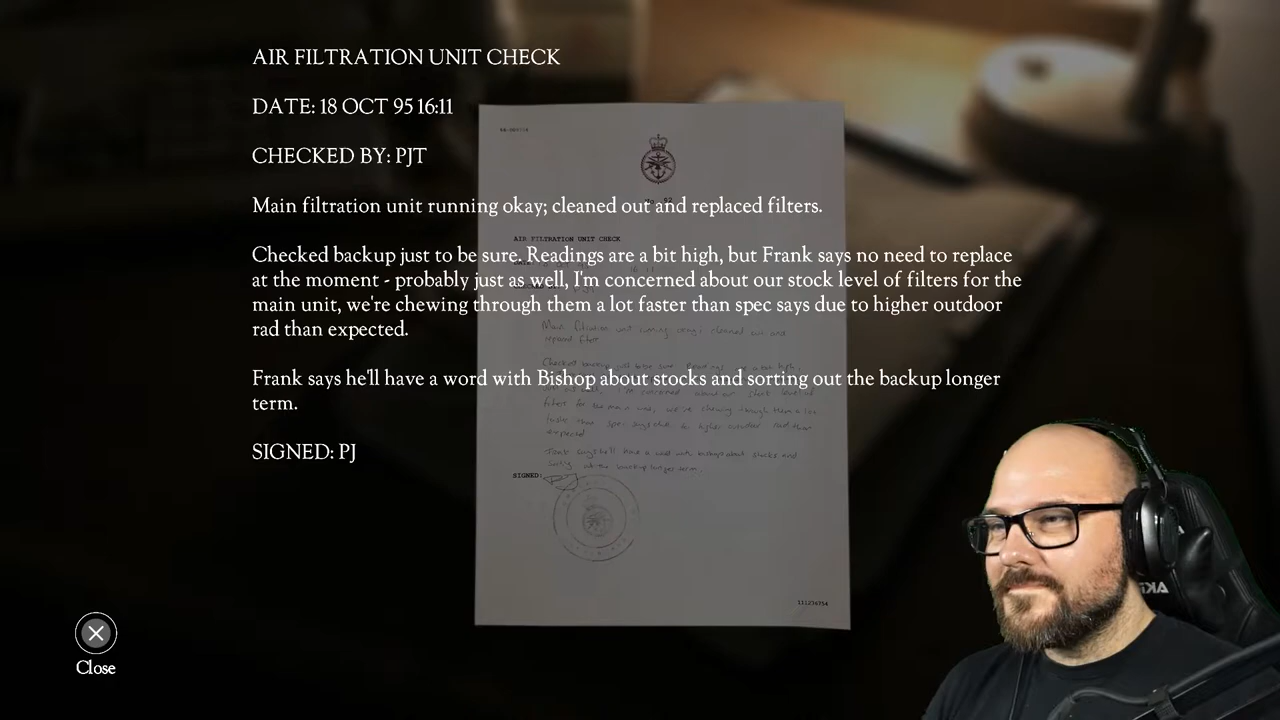 AIR FILTRATION UNIT CHECK
DATE: 18 OCT 95 16:11
CHECKED BY: PJT
Main filtration unit running okay; cleaned out and replaced filters.
Checked backup just to be sure. Readings are a bit high, but Frank says no need to replace
at the moment - probably just as well, I'm concerned about our stock level of filters for the
main unit, we're chewing through them a lot faster than spec says due to higher outdoor
rad than expected.
Frank says he'll have a word with Bishop about stocks and sorting out the backup longer
term.
SIGNED: PJ
AIR FILTRATION UNIT CHECK
SIGNED:
111276754
Close